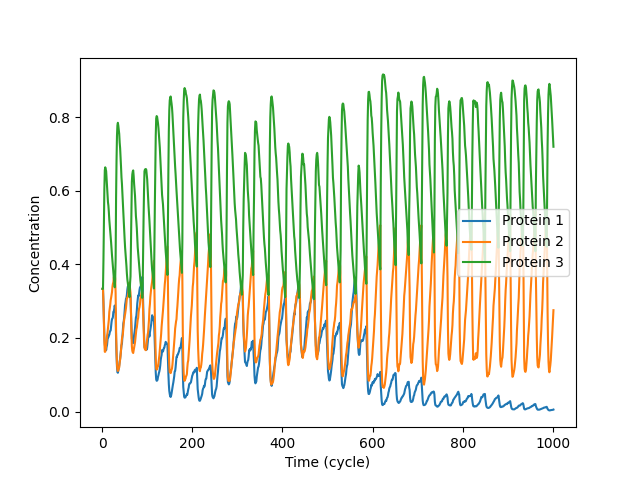 0.8
0.6
0.4
0.2
0.0
Concentration
Protein 1
Protein 2
Protein 3
0 200 400 600 800 1000
Time (cycle)